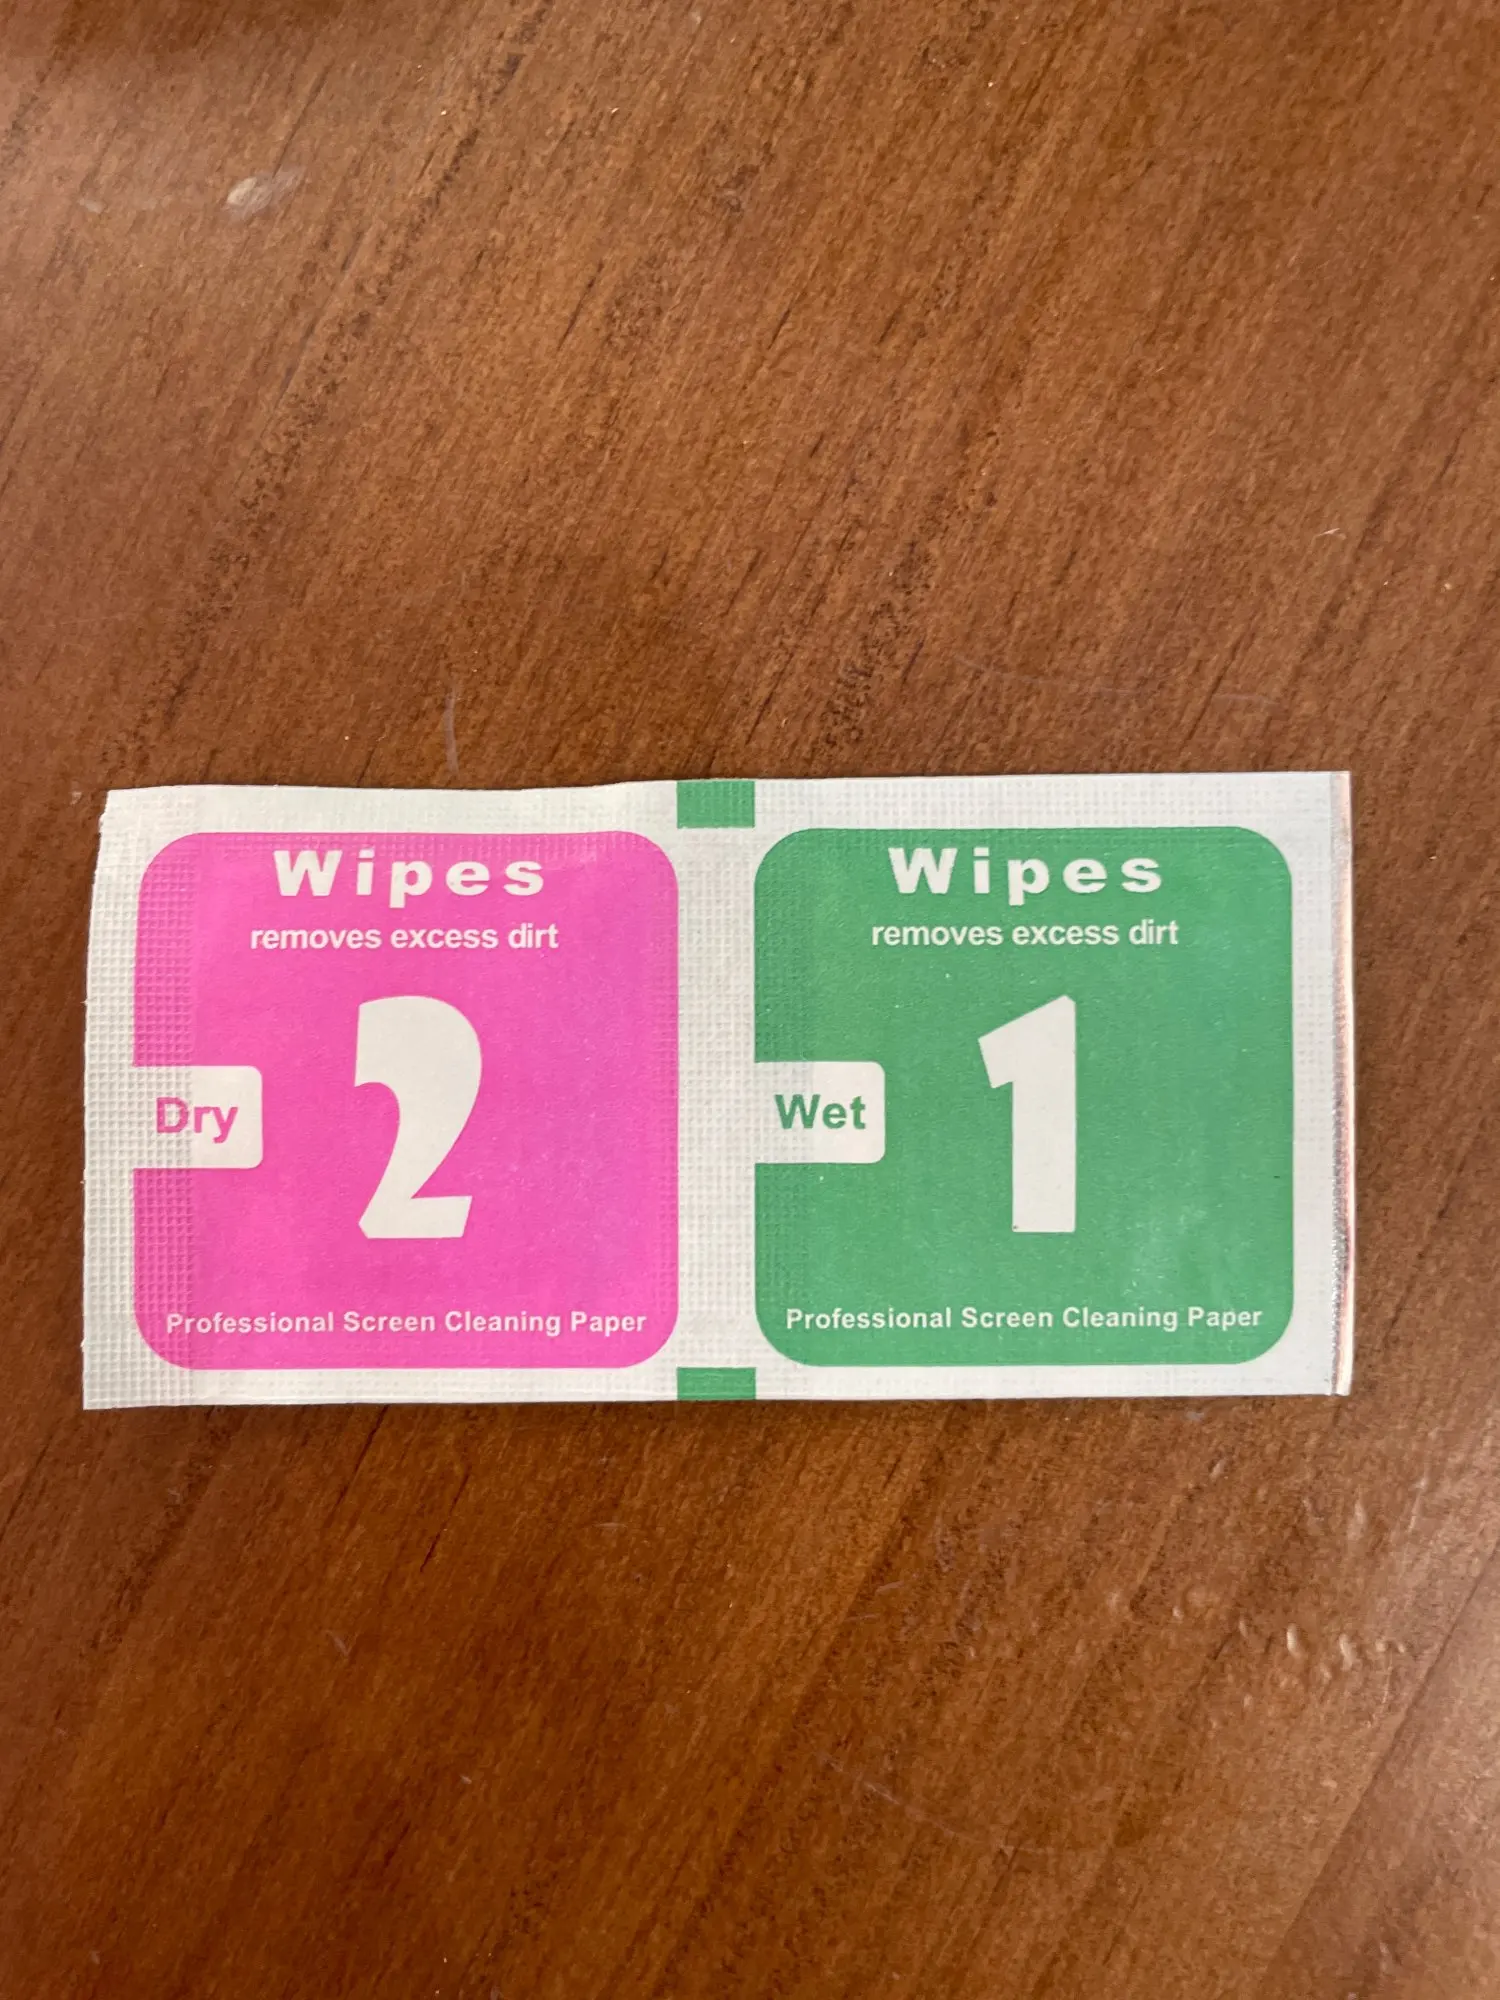 Wipes
removes excess dirt
2
Dry
Professional Screen Cleaning Paper
Wipes
removes excess dirt
1
Wet
Professional Screen Cleaning Paper